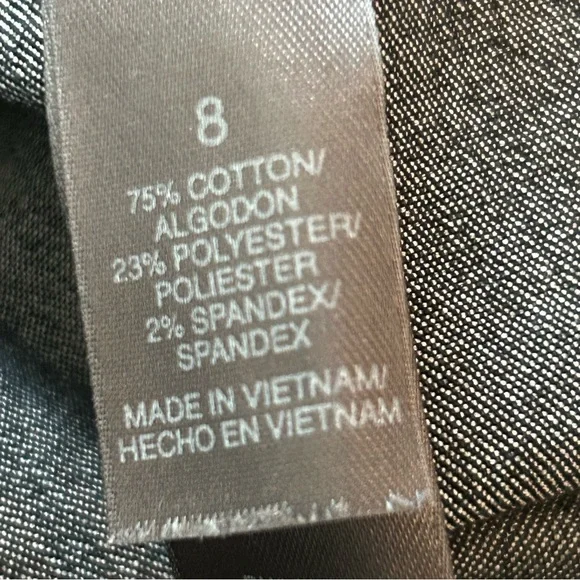 8
75% COTTON/
ALGODON
23% POLYESTER/
POLIESTER
2% SPANDEX/
SPANDEX
MADE IN VIETNAM/
HECHO EN VIETNAM